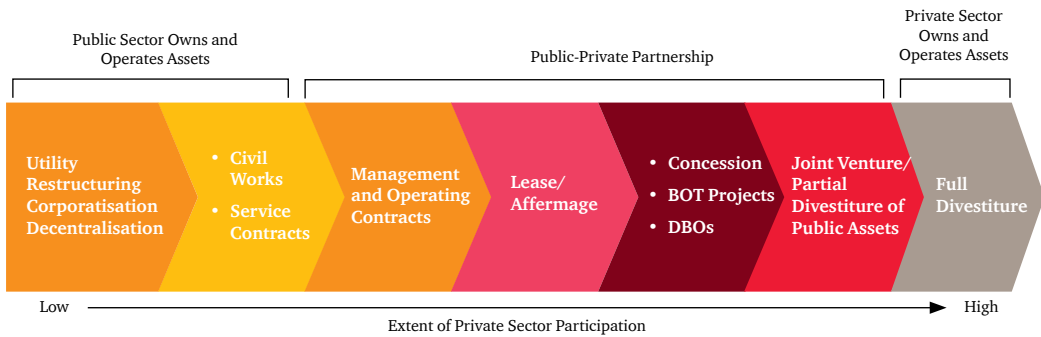 Public Sector Owns and
Operates Assets
Public-Private Partnership
Private Sector
Owns and
Operates Assets
Utility
Restructuring
Corporatisation
Decentralisation
• Civil
Works
• Service
Contracts
Management
and Operating
Contracts
Lease/
Affermage
• Concession
• BOT Projects
• DBOs
Joint Venture/
Partial
Divestiture of
Public Assets
Full
Divestiture
Low
High
Extent of Private Sector Participation